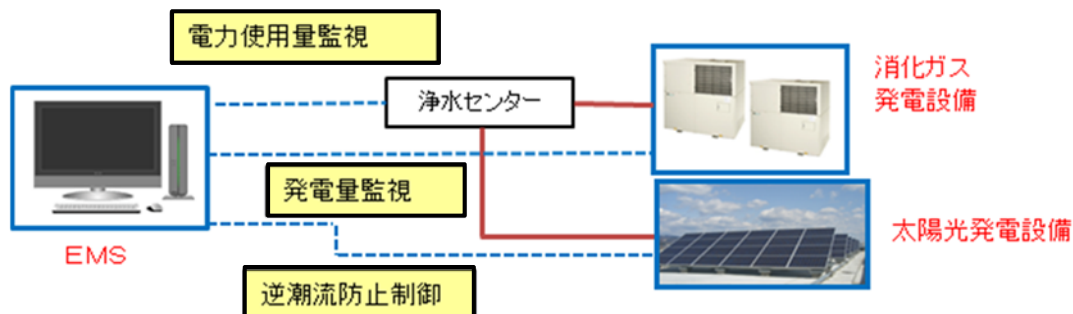 電力使用量監視
浄水センター
消化ガス
発電設備
発電量監視
太陽光発電設備
EMS
逆潮流防止制御